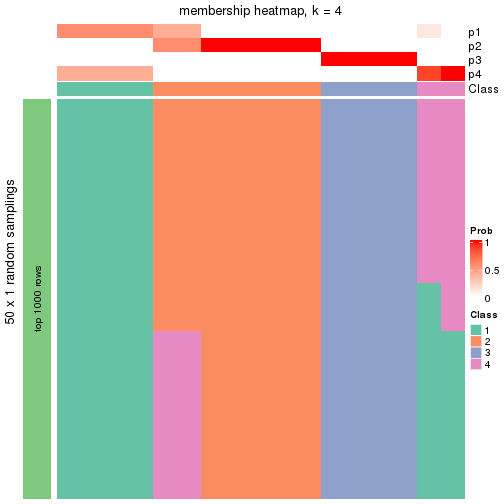 membership heatmap, k = 4
p1
p2
p3
p4
Class
50 x 1 random samplings
top 1000 rows
Prob
1
0.5
0
Class
1
2
3
4